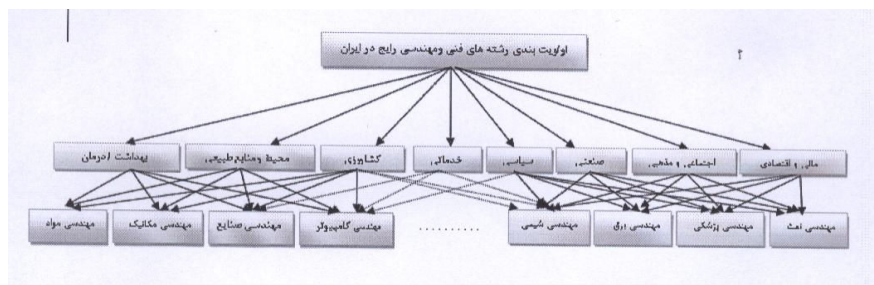 اولویت بندی رشته های فنی ومهندسی رایج در ایران
مالی و اقتصادی
اجتماعی و مذهبی
صنعتی
سیاسی
خدماتی
کشاورزی
محیط ومنابع طبیعی
بهداشت ادرمان
مهندسی نفت
مهندسی پزشکی
مهندسی برق
مهندسی شیمی
..........
مهندسی کامپیوتر
مهندسی صنایع
مهندسی مکانیک
مهندسی مواد